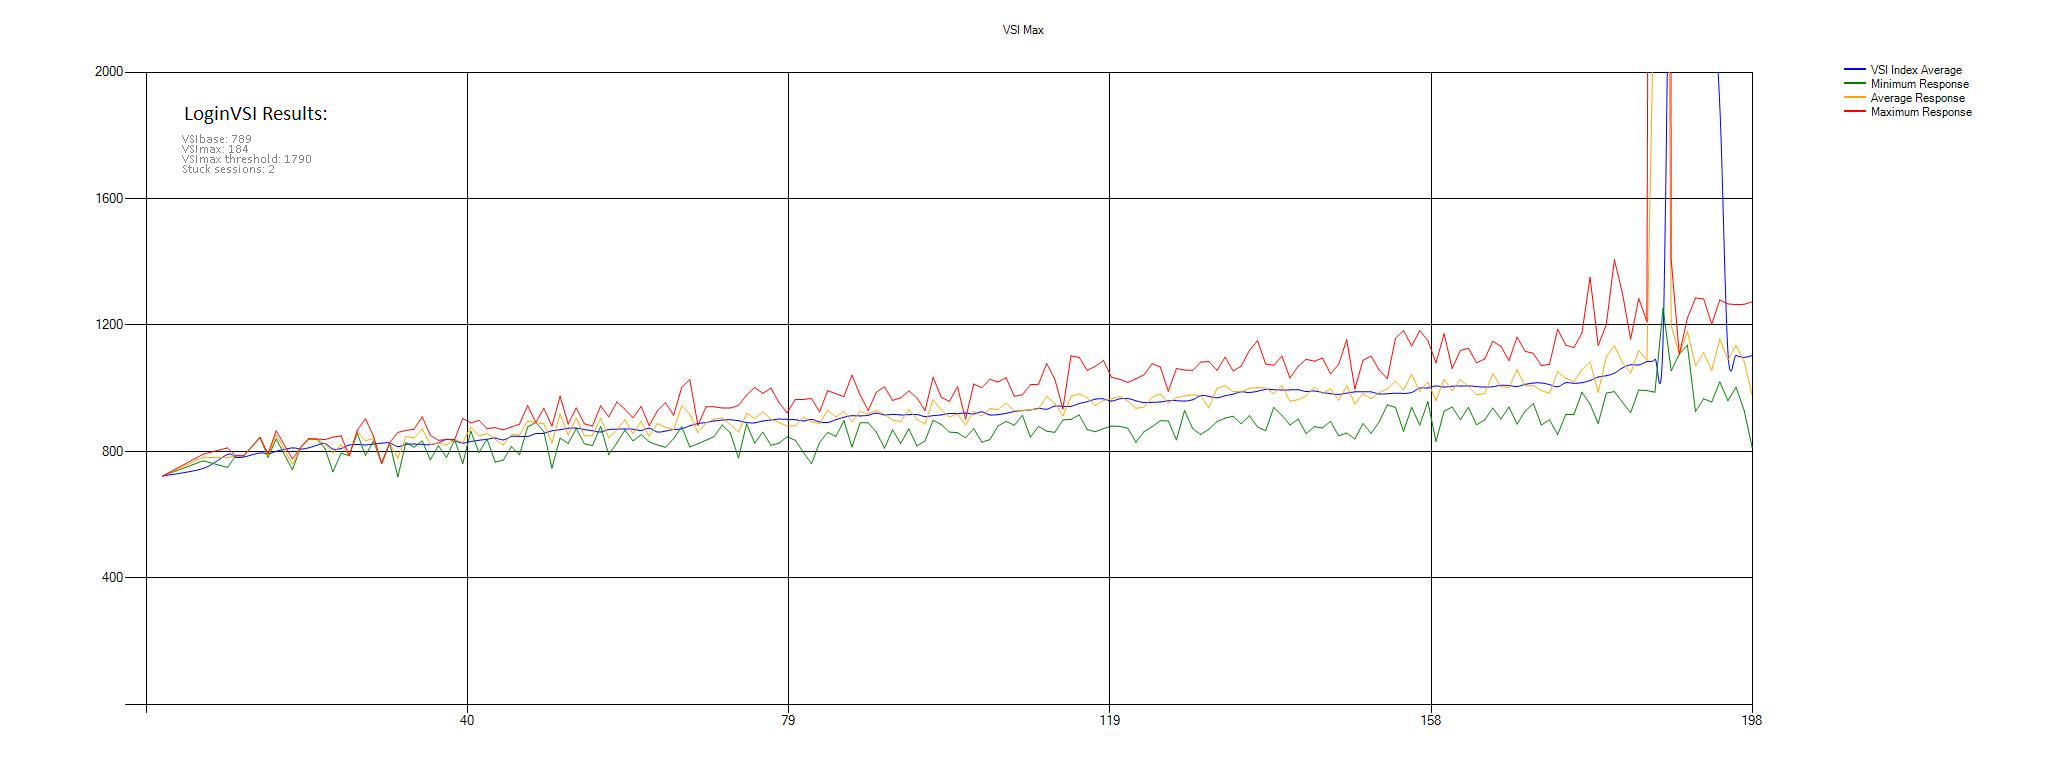 VSI Max
2000
1600
1200
800
400
LoginVSI Results:
VSIbase: 789
VSImax: 184
VSImax threshold: 1790
Stuck sessions: 2
VSI Index Average
Minimum Response
Average Response
Maximum Response
40
79
119
158
198